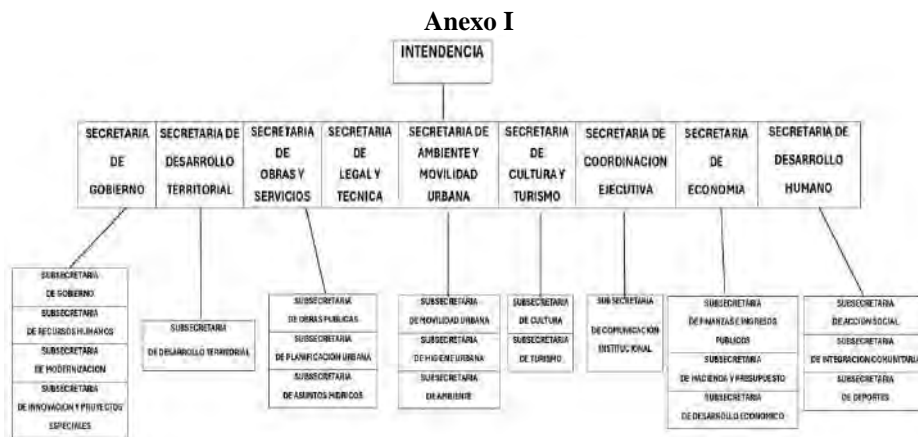 Anexo I
INTENDENCIA
SECRETARIA
DE
GOBIERNO
SECRETARIA DE
DESARROLLO
TERRITORIAL
SECRETARIA
DE
OBRAS Y
SERVICIOS
SECRETARIA
DE
LEGAL Y
TECNICA
SECRETARIA DE
AMBIENTE Y
MOVILIDAD
URBANA
SECRETARIA
DE
CULTURA Y
TURISMO
SECRETARIA DE
COORDINACION
EJECUTIVA
SECRETARIA
DE
ECONOMIA
SECRETARIA DE
DESARROLLO
HUMANO
SUBSECRETARIA
DE GOBIERNO
SUBSECRETARIA
DE RECURSOS HUMANOS
SUBSECRETARIA
DE MODERNIZACION
SUBSECRETARIA
DE INNOVACION Y PROYECTOS
ESPECIALES
SUBSECRETARIA
DE DESARROLLO TERRITORIAL
SUBSECRETARIA
DE OBRAS PUBLICAS
SUBSECRETARIA
DE PLANIFICACION URBANA
SUBSECRETARIA
DE ASUNTOS HIDRICOS
SUBSECRETARIA
DE MOVILIDAD URBANA
SUBSECRETARIA
DE HIGIENE URBANA
SUBSECRETARIA
DE AMBIENTE
SUBSECRETARIA
DE CULTURA
SUBSECRETARIA
DE TURISMO
SUBSECRETARIA
DE COMUNICACION
INSTITUCIONAL
SUBSECRETARIA
DE FINANZAS E INGRESOS
PUBLICOS
SUBSECRETARIA
DE HACIENDA Y PRESUPUESTO
SUBSECRETARIA
DE DESARROLLO ECONOMICO
SUBSECRETARIA
DE ACCION SOCIAL
SUBSECRETARIA
DE INTEGRACION COMUNITARIA
SUBSECRETARIA
DE DEPORTES